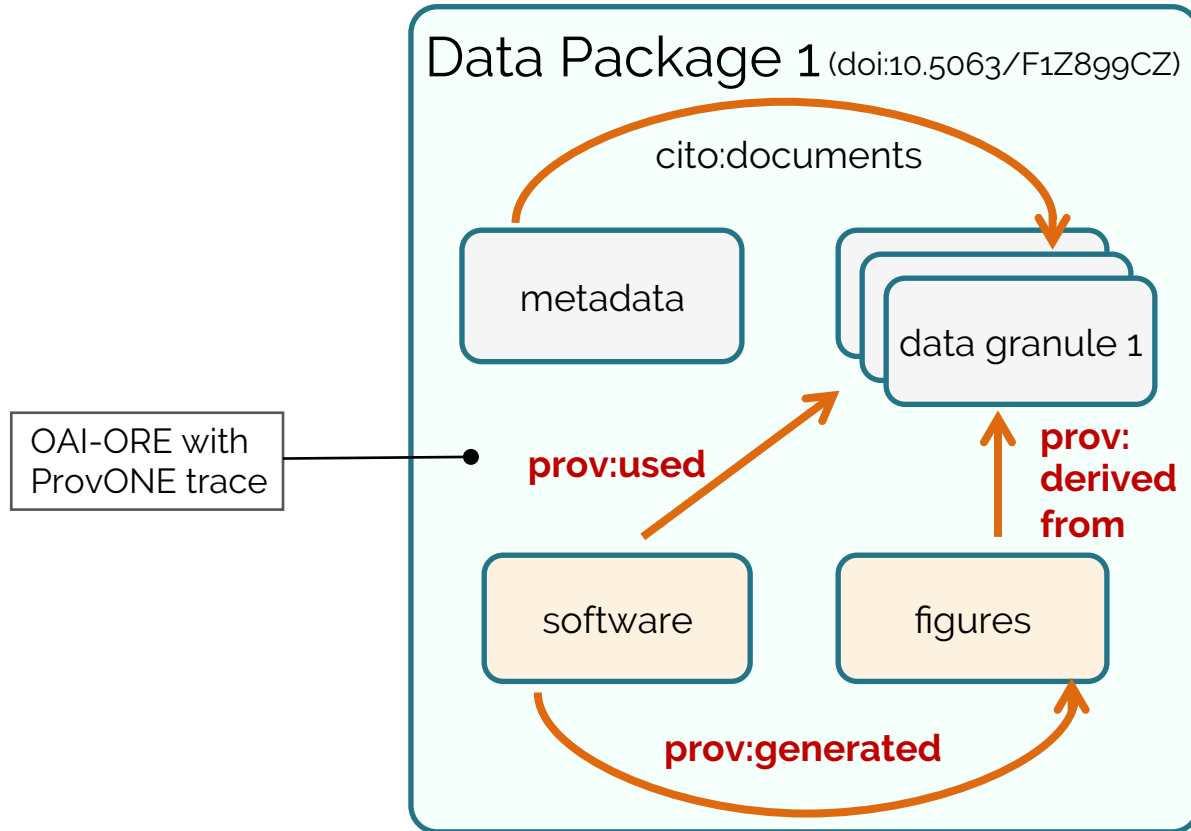 Data Package 1 (doi:10.5063/F1Z899CZ)
cito:documents
metadata
data granule 1
OAI-ORE with
ProvONE trace
prov:used
prov:
derived
from
software
figures
prov:generated